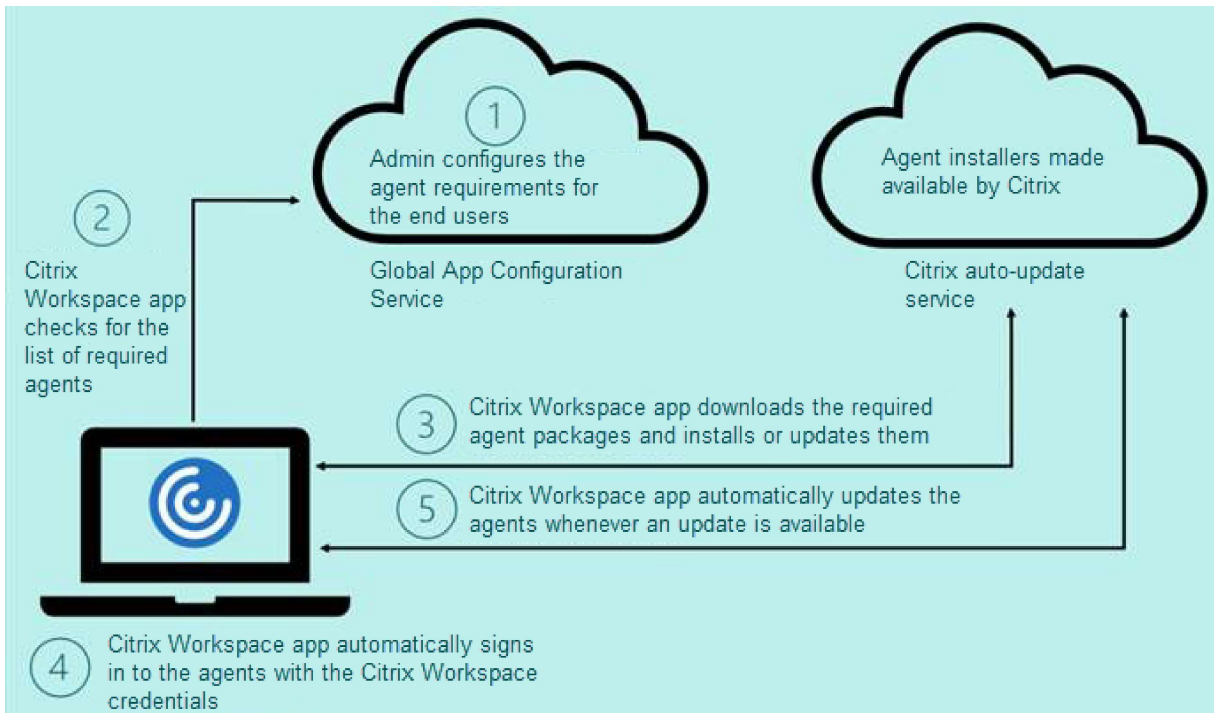 1
Admin configures the
agent requirements for
the end users
Global App Configuration
Service
Agent installers made
available by Citrix
Citrix auto-update
service
2
Citrix
Workspace app
checks for the
list of required
agents
3
Citrix Workspace app downloads the required
agent packages and installs or updates them
5
Citrix Workspace app automatically updates the
agents whenever an update is available
4
Citrix Workspace app automatically signs
in to the agents with the Citrix Workspace
credentials